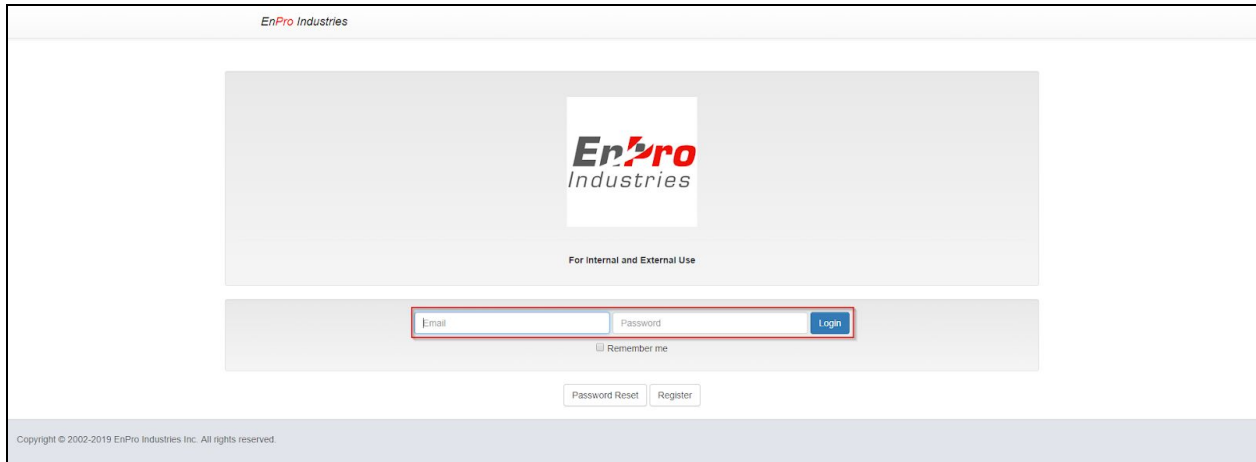 EnPro Industries
EnPro
Industries
For Internal and External Use
Email Password Login
Remember me
Password Reset Register
Copyright © 2002-2019 EnPro Industries Inc. All rights reserved.